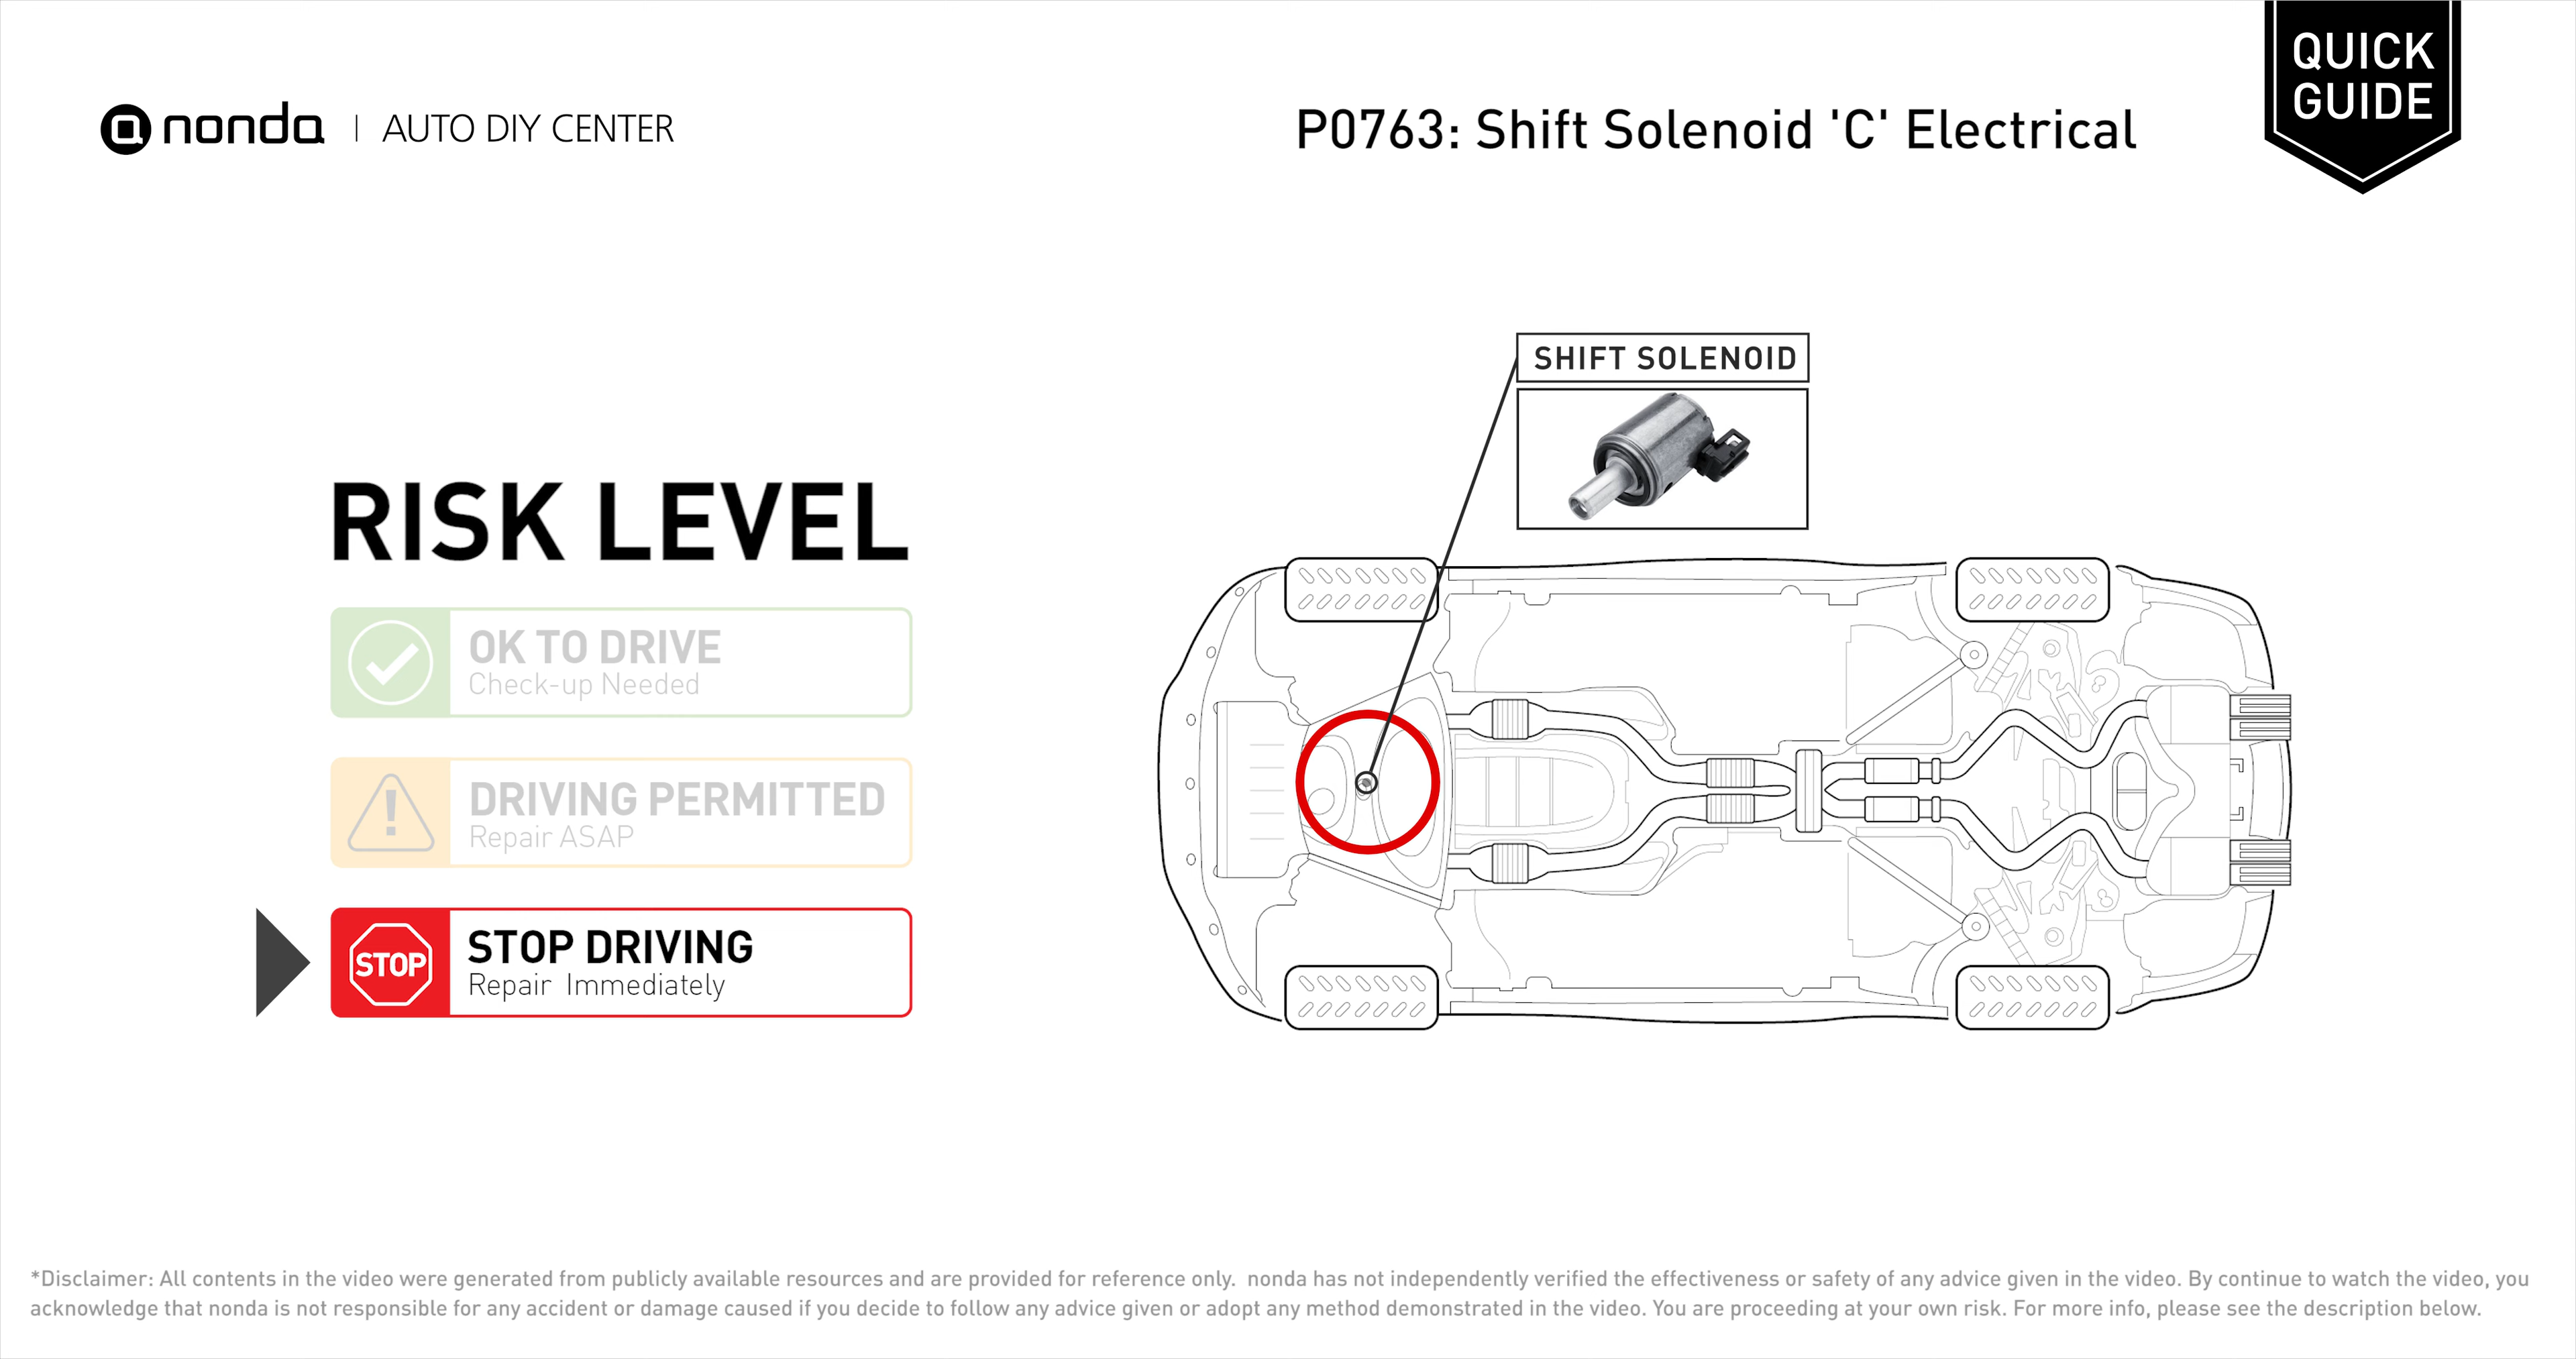 nonda | AUTO DIY CENTER
P0763: Shift Solenoid 'C' Electrical
QUICK
GUIDE
SHIFT SOLENOID
RISK LEVEL
OK TO DRIVE
Check-up Needed
DRIVING PERMITTED
Repair ASAP
STOP
STOP DRIVING
Repair Immediately
*Disclaimer: All contents in the video were generated from publicly available resources and are provided for reference only. nonda has not independently verified the effectiveness or safety of any advice given in the video. By continue to watch the video, you
acknowledge that nonda is not responsible for any accident or damage caused if you decide to follow any advice given or adopt any method demonstrated in the video. You are proceeding at your own risk. For more info, please see the description below.